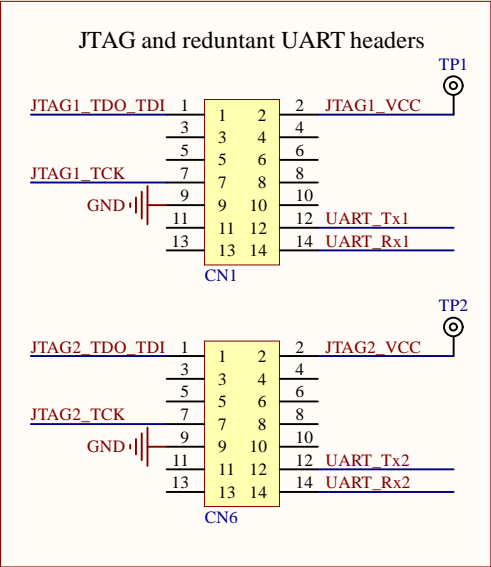 JTAG and reduntant UART headers
TP1
JTAG1_TDO_TDI 1 1 2 2 JTAG1_VCC
3 3 4 4
5 5 6 6
JTAG1_TCK 7 7 8 8
GND 9 9 10 10
11 11 12 12 UART_Tx1
13 13 14 14 UART_Rx1
CN1
TP2
JTAG2_TDO_TDI 1 1 2 2 JTAG2_VCC
3 3 4 4
5 5 6 6
JTAG2_TCK 7 7 8 8
GND 9 9 10 10
11 11 12 12 UART_Tx2
13 13 14 14 UART_Rx2
CN6